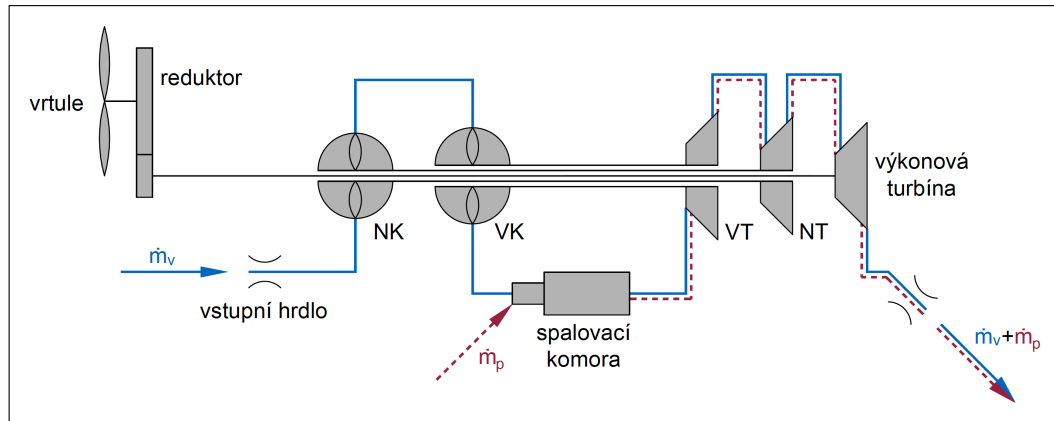 vrtule
reduktor
NK
VK
VT
NT
výkonová
turbína
ṁᵥ
vstupní hrdlo
spalovací
komora
ṁₚ
ṁᵥ+ṁₚ